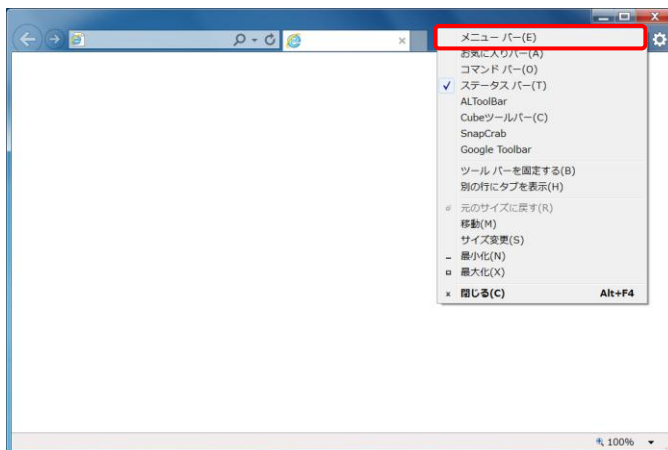 メニュー バー(E)
お気に入りバー(A)
コマンド バー(O)
ステータス バー(T)
ALToolBar
Cubeツールバー(C)
SnapCrab
Google Toolbar
ツール バーを固定する(B)
別の行にタブを表示(H)
元のサイズに戻す(R)
移動(M)
サイズ変更(S)
最小化(N)
最大化(X)
閉じる(C) Alt+F4
100%